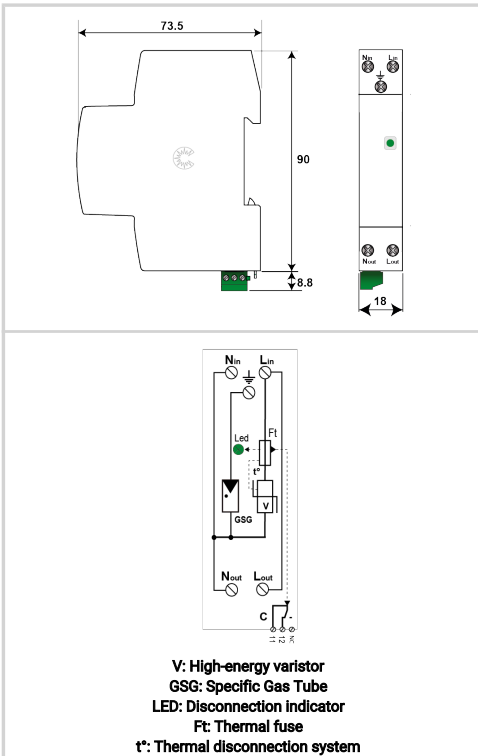 73.5
Nin Lin
90
8.8
Nout Lout
18
Nin Lin
Led Ft
t°
V
GSG
Nout Lout
C -
11 12 NC
V: High-energy varistor
GSG: Specific Gas Tube
LED: Disconnection indicator
Ft: Thermal fuse
t°: Thermal disconnection system